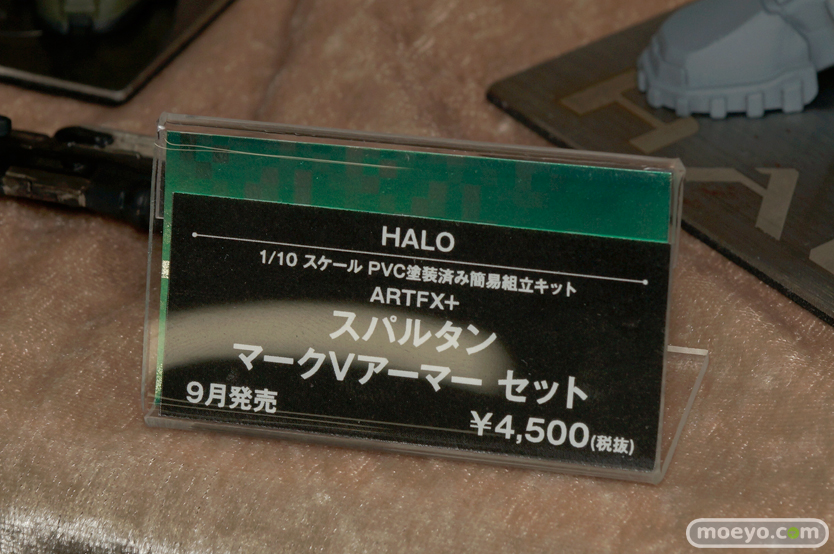 HALO
1/10 スケール PVC塗装済み簡易組立キット
ARTFX+
スパルタン
マークVアーマー セット
9月発売
¥4,500(税抜)
moeyo.com